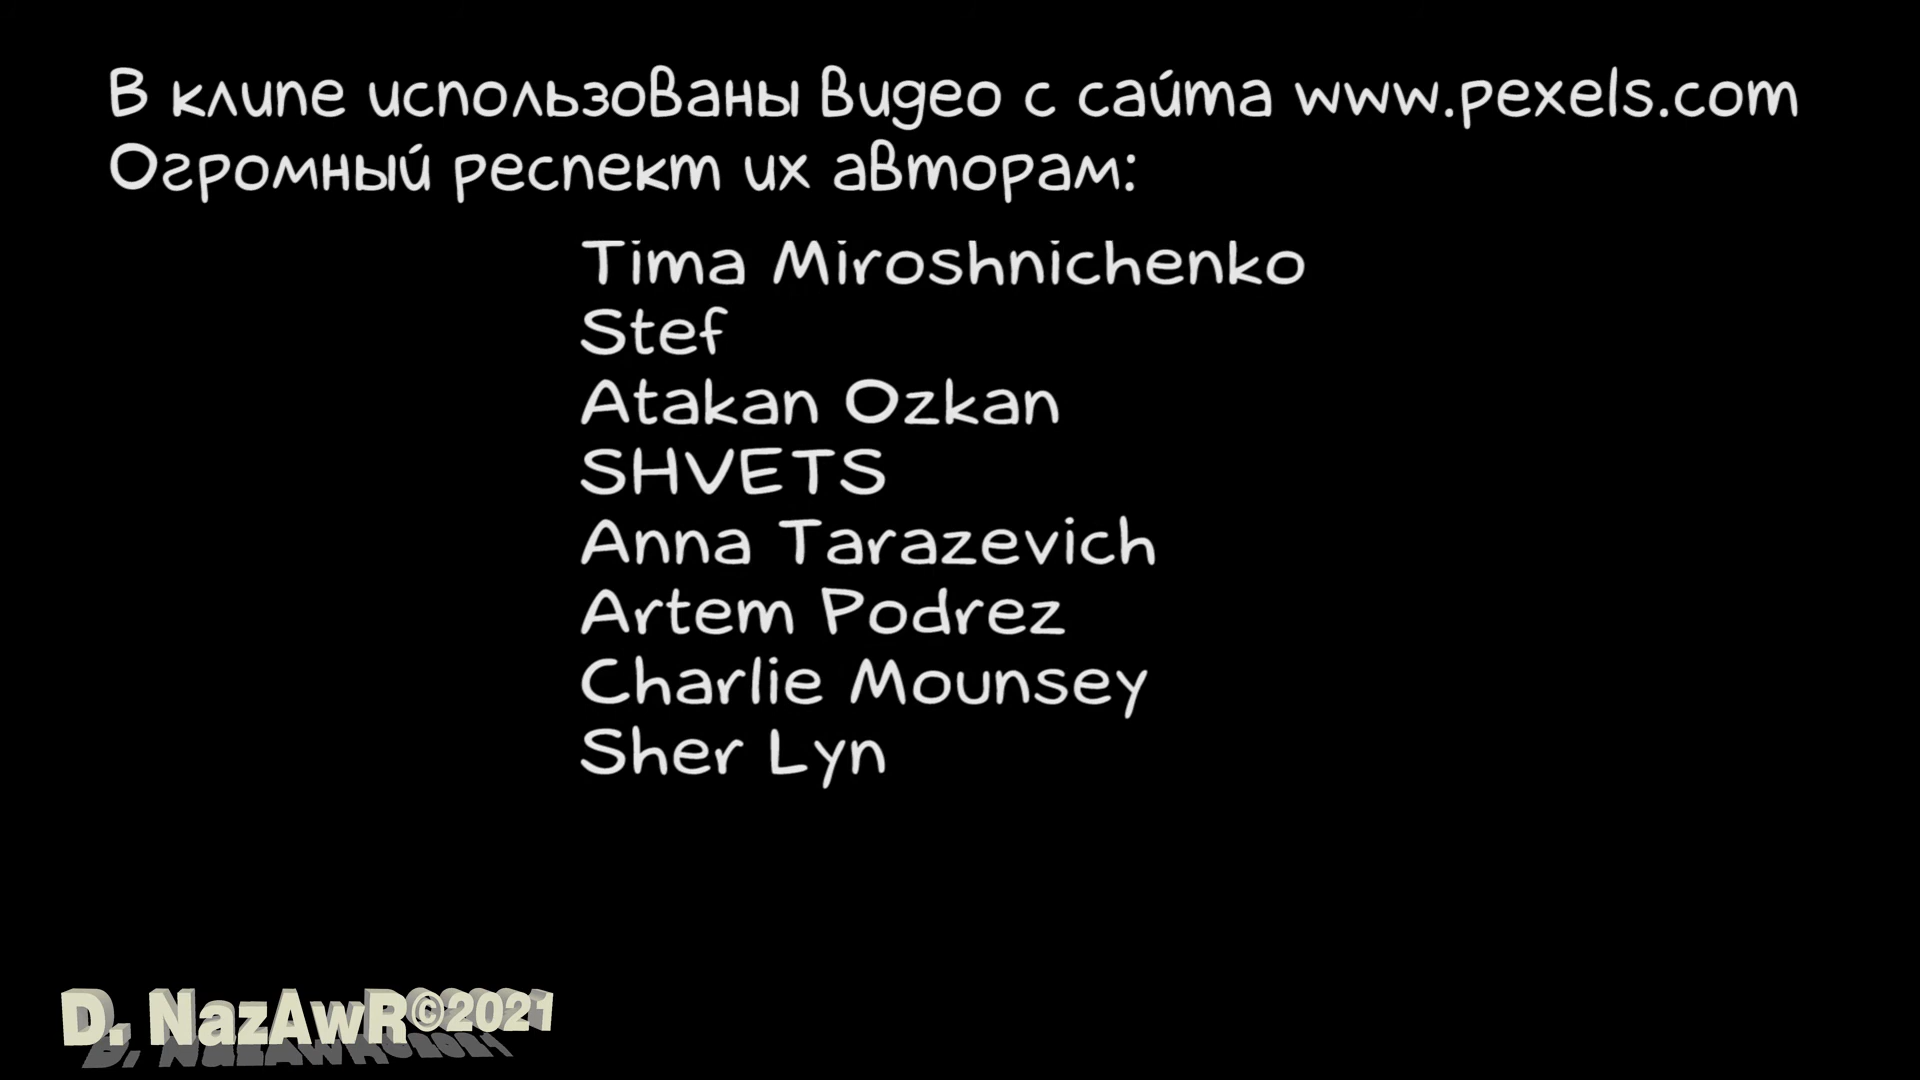 В клипе использованы видео с сайта www.pexels.com
Огромный респект их авторам:
Tima Miroshnichenko
Stef
Atakan Ozkan
SHVETS
Anna Tarazevich
Artem Podrez
Charlie Mounsey
Sher Lyn
D. NazAwR©2021